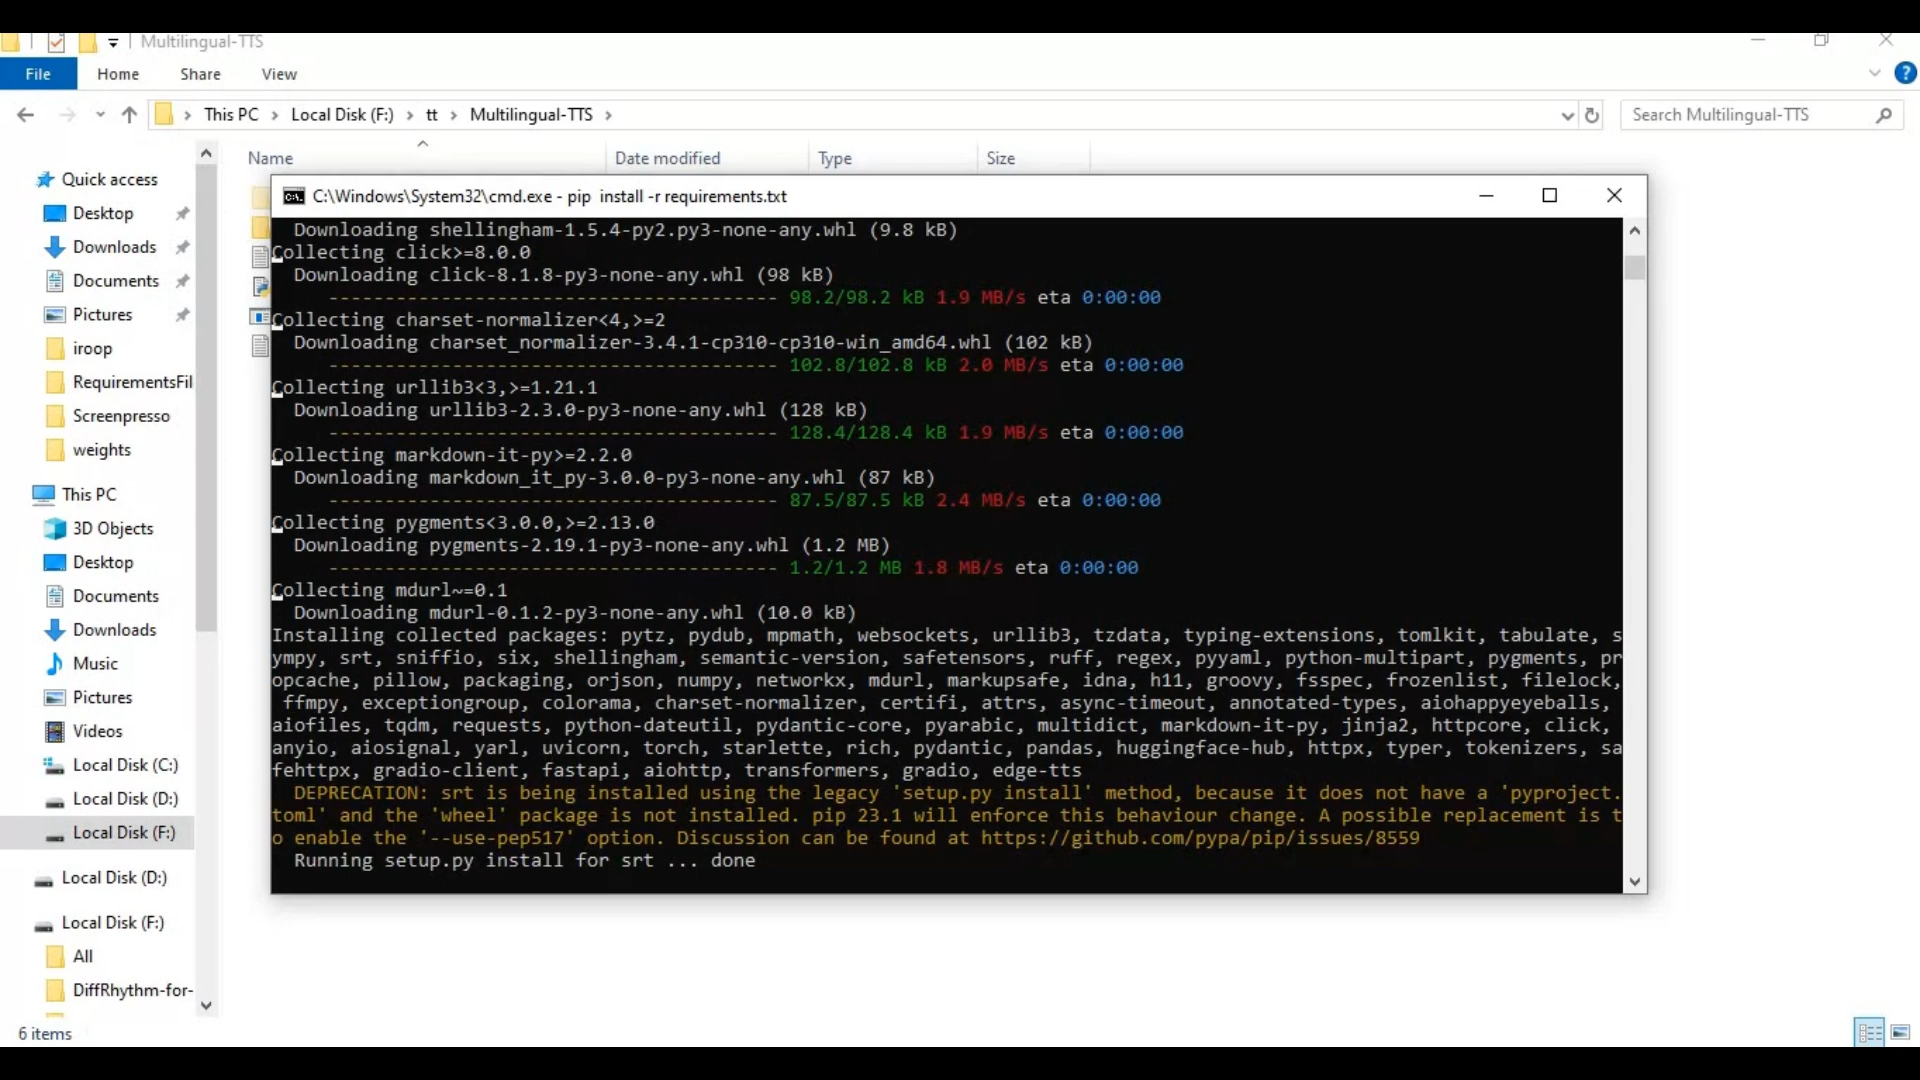 Multilingual-TTS
File Home Share View
This PC > Local Disk (F:) > tt > Multilingual-TTS >
Search Multilingual-TTS
Name Date modified Type Size
Quick access
Desktop
Downloads
Documents
Pictures
iroop
RequirementsFil
Screenpresso
weights
This PC
3D Objects
Desktop
Documents
Downloads
Music
Pictures
Videos
Local Disk (C:)
Local Disk (D:)
Local Disk (F:)
Local Disk (D:)
Local Disk (F:)
All
DiffRhythm-for-
6 items
C:\Windows\System32\cmd.exe - pip install -r requirements.txt
Downloading shellingham-1.5.4-py2.py3-none-any.whl (9.8 kB)
Collecting click>=8.0.0
Downloading click-8.1.8-py3-none-any.whl (98 kB)
---------------------------------------- 98.2/98.2 kB 1.9 MB/s eta 0:00:00
Collecting charset-normalizer<4,>=2
Downloading charset_normalizer-3.4.1-cp310-cp310-win_amd64.whl (102 kB)
---------------------------------------- 102.8/102.8 kB 2.0 MB/s eta 0:00:00
Collecting urllib3<3,>=1.21.1
Downloading urllib3-2.3.0-py3-none-any.whl (128 kB)
---------------------------------------- 128.4/128.4 kB 1.9 MB/s eta 0:00:00
Collecting markdown-it-py>=2.2.0
Downloading markdown_it_py-3.0.0-py3-none-any.whl (87 kB)
---------------------------------------- 87.5/87.5 kB 2.4 MB/s eta 0:00:00
Collecting pygments<3.0.0,>=2.13.0
Downloading pygments-2.19.1-py3-none-any.whl (1.2 MB)
---------------------------------------- 1.2/1.2 MB 1.8 MB/s eta 0:00:00
Collecting mdurl~=0.1
Downloading mdurl-0.1.2-py3-none-any.whl (10.0 kB)
Installing collected packages: pytz, pydub, mpmath, websockets, urllib3, tzdata, typing-extensions, tomlkit, tabulate, s
ympy, srt, sniffio, six, shellingham, semantic-version, safetensors, ruff, regex, pyyaml, python-multipart, pygments, pr
opcache, pillow, packaging, orjson, numpy, networkx, mdurl, markupsafe, idna, h11, groovy, fsspec, frozenlist, filelock,
ffmpy, exceptiongroup, colorama, charset-normalizer, certifi, attrs, async-timeout, annotated-types, aiohappyeyeballs,
aiofiles, tqdm, requests, python-dateutil, pydantic-core, pyarabic, multidict, markdown-it-py, jinja2, httpcore, click,
anyio, aiosignal, yarl, uvicorn, torch, starlette, rich, pydantic, pandas, huggingface-hub, httpx, typer, tokenizers, sa
fehttpx, gradio-client, fastapi, aiohttp, transformers, gradio, edge-tts
DEPRECATION: srt is being installed using the legacy 'setup.py install' method, because it does not have a 'pyproject.
toml' and the 'wheel' package is not installed. pip 23.1 will enforce this behaviour change. A possible replacement is t
o enable the '--use-pep517' option. Discussion can be found at https://github.com/pypa/pip/issues/8559
Running setup.py install for srt ... done